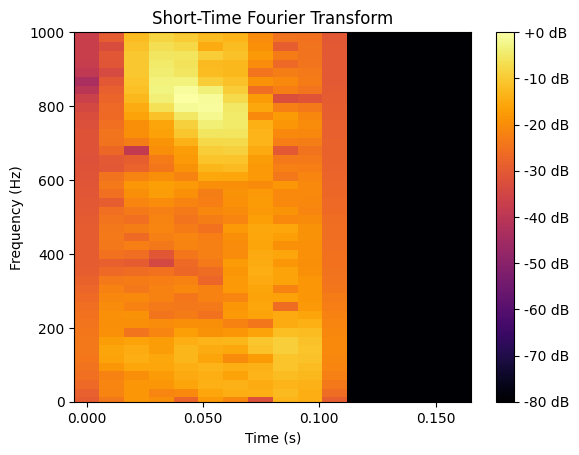 Short-Time Fourier Transform
1000
800
600
400
200
0
Frequency (Hz)
0.000
0.050
0.100
0.150
Time (s)
+0 dB
-10 dB
-20 dB
-30 dB
-40 dB
-50 dB
-60 dB
-70 dB
-80 dB